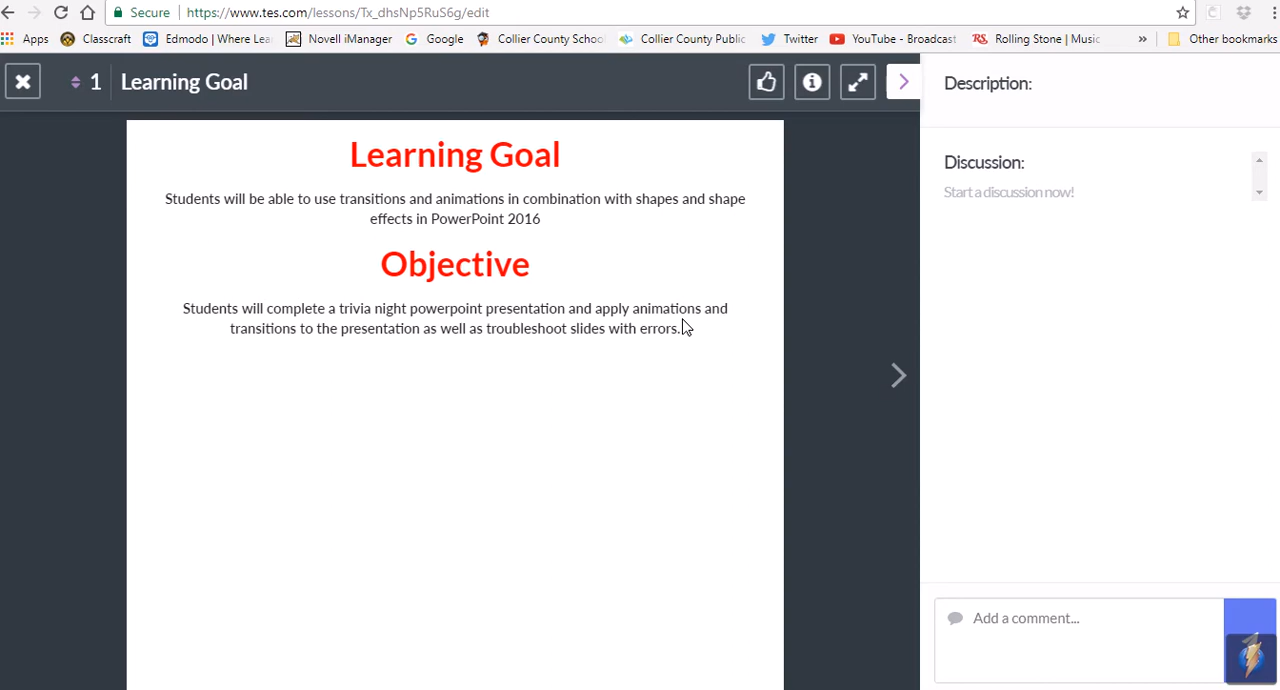 Secure https://www.tes.com/lessons/Tx_dhsNp5RuS6g/edit
Apps Classcraft Edmodo | Where Lea Novell iManager Google Collier County School Collier County Public Twitter YouTube - Broadcast Rolling Stone | Music » Other bookmarks
1 Learning Goal
Learning Goal
Students will be able to use transitions and animations in combination with shapes and shape
effects in PowerPoint 2016
Objective
Students will complete a trivia night powerpoint presentation and apply animations and
transitions to the presentation as well as troubleshoot slides with errors.
Description:
Discussion:
Start a discussion now!
Add a comment...